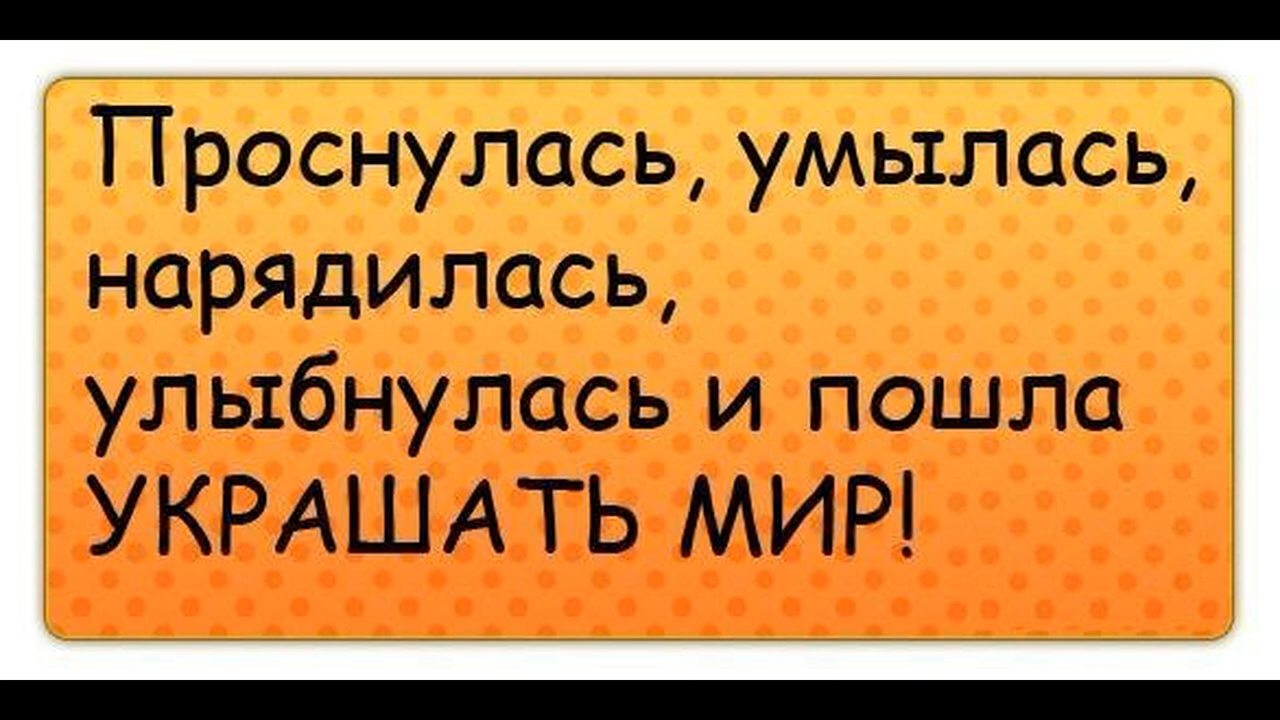 Проснулась, умылась,
нарядилась,
улыбнулась и пошла
УКРАШАТЬ МИР!